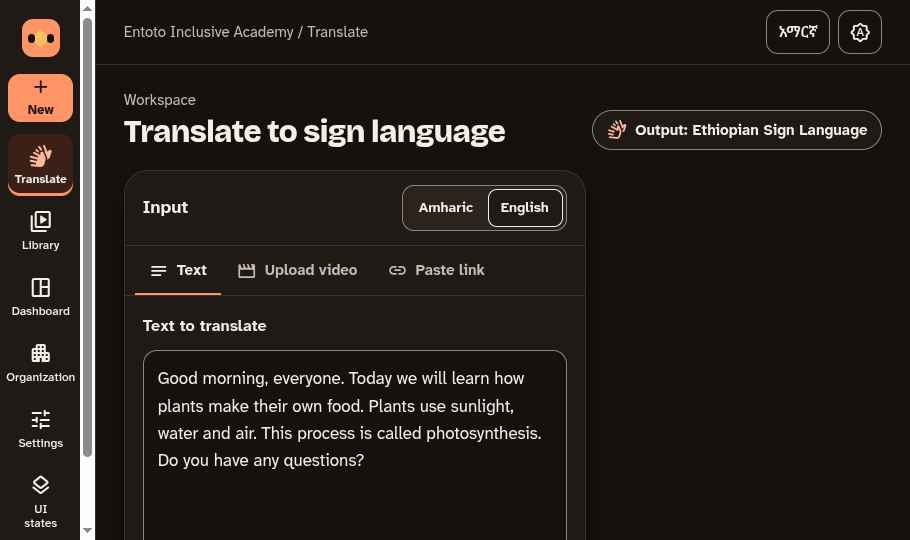 Entoto Inclusive Academy / Translate
አማርኛ
A
New
Translate
Library
Dashboard
Organization
Settings
UI
states
Workspace
Translate to sign language
Output: Ethiopian Sign Language
Input
Amharic
English
Text
Upload video
Paste link
Text to translate
Good morning, everyone. Today we will learn how
plants make their own food. Plants use sunlight,
water and air. This process is called photosynthesis.
Do you have any questions?